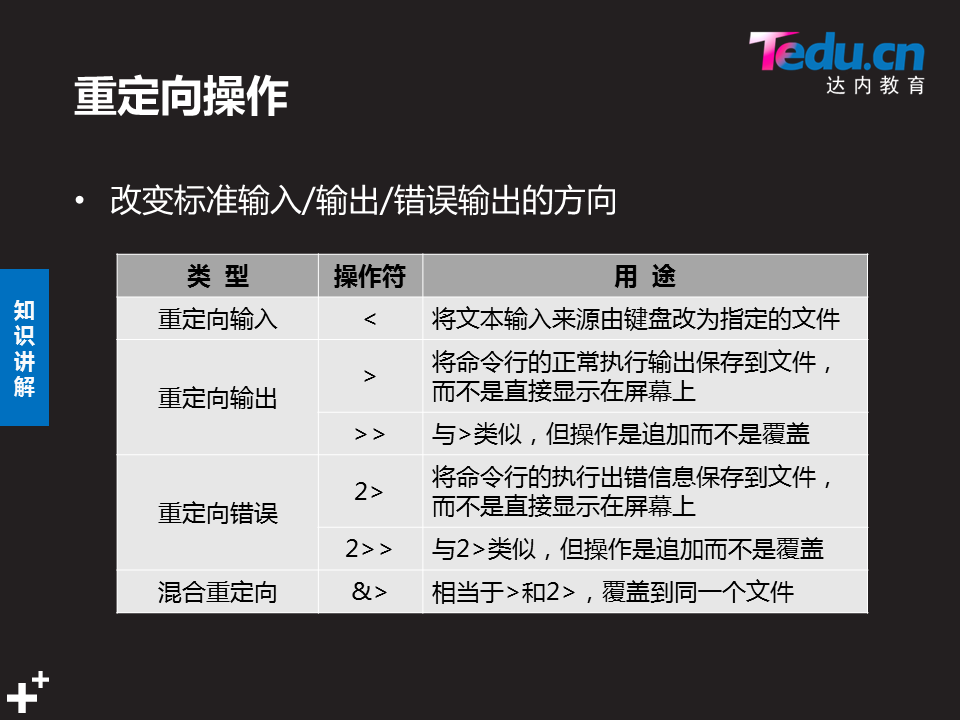 Tedu.cn
达内教育
重定向操作
• 改变标准输入/输出/错误输出的方向
知
识
讲
解
类 型 操作符 用 途
重定向输入 < 将文本输入来源由键盘改为指定的文件
重定向输出 > 将命令行的正常执行输出保存到文件，
而不是直接显示在屏幕上
>> 与>类似，但操作是追加而不是覆盖
重定向错误 2> 将命令行的执行出错信息保存到文件，
而不是直接显示在屏幕上
2>> 与2>类似，但操作是追加而不是覆盖
混合重定向 &> 相当于>和2>，覆盖到同一个文件